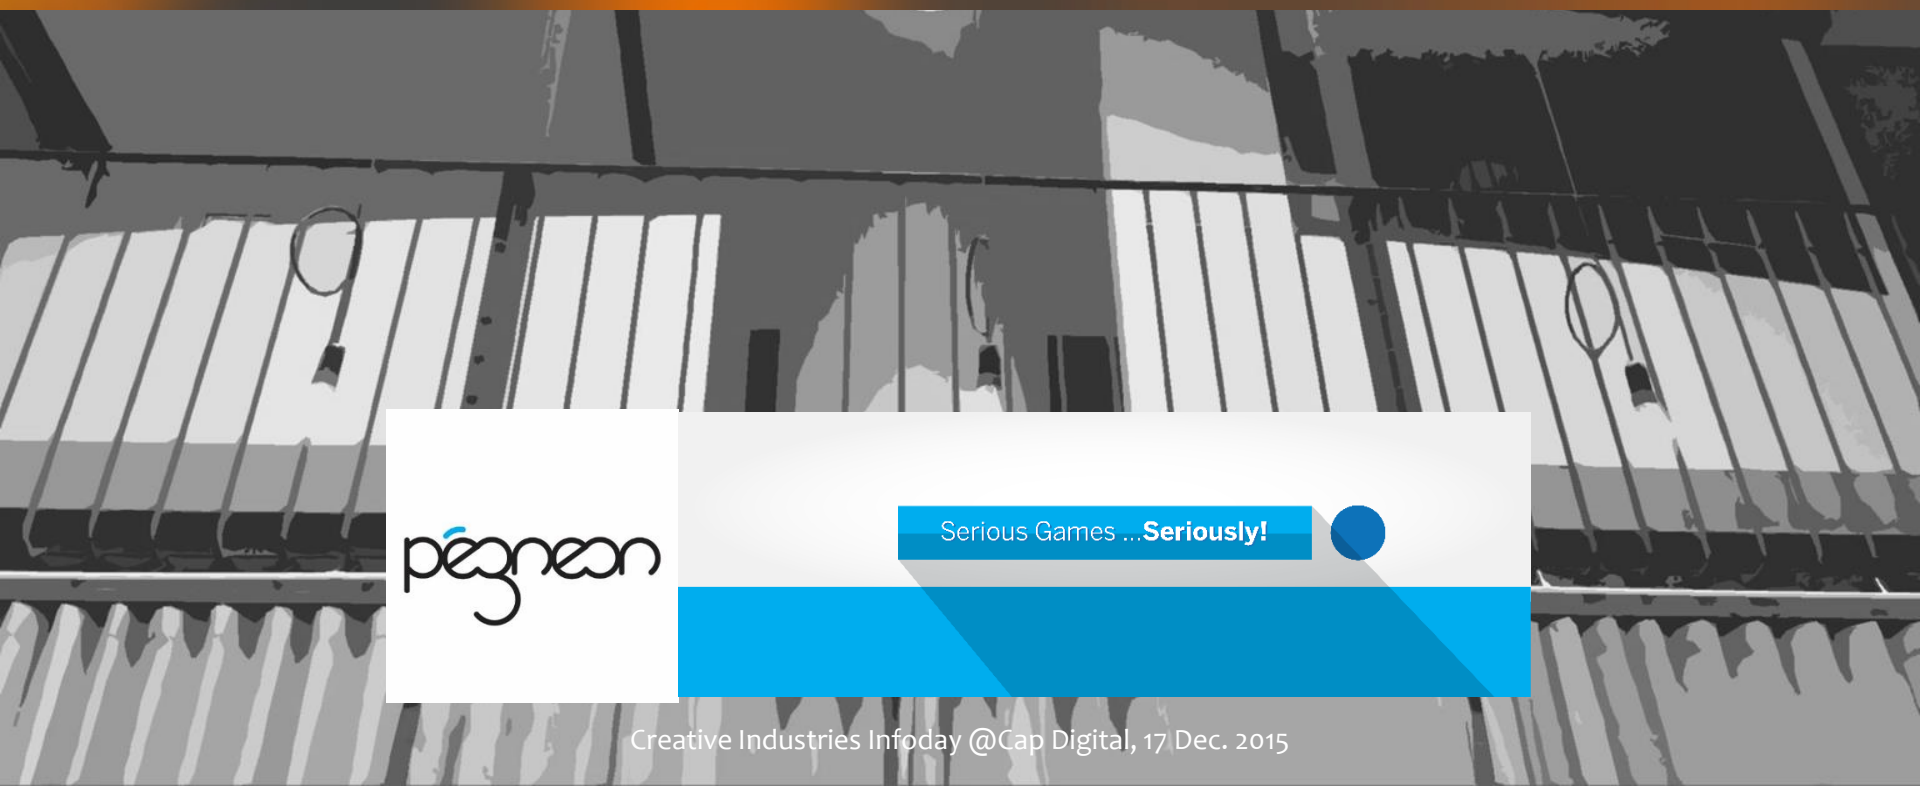 pégneon
Serious Games ...Seriously!
Creative Industries Infoday @Cap Digital, 17 Dec. 2015